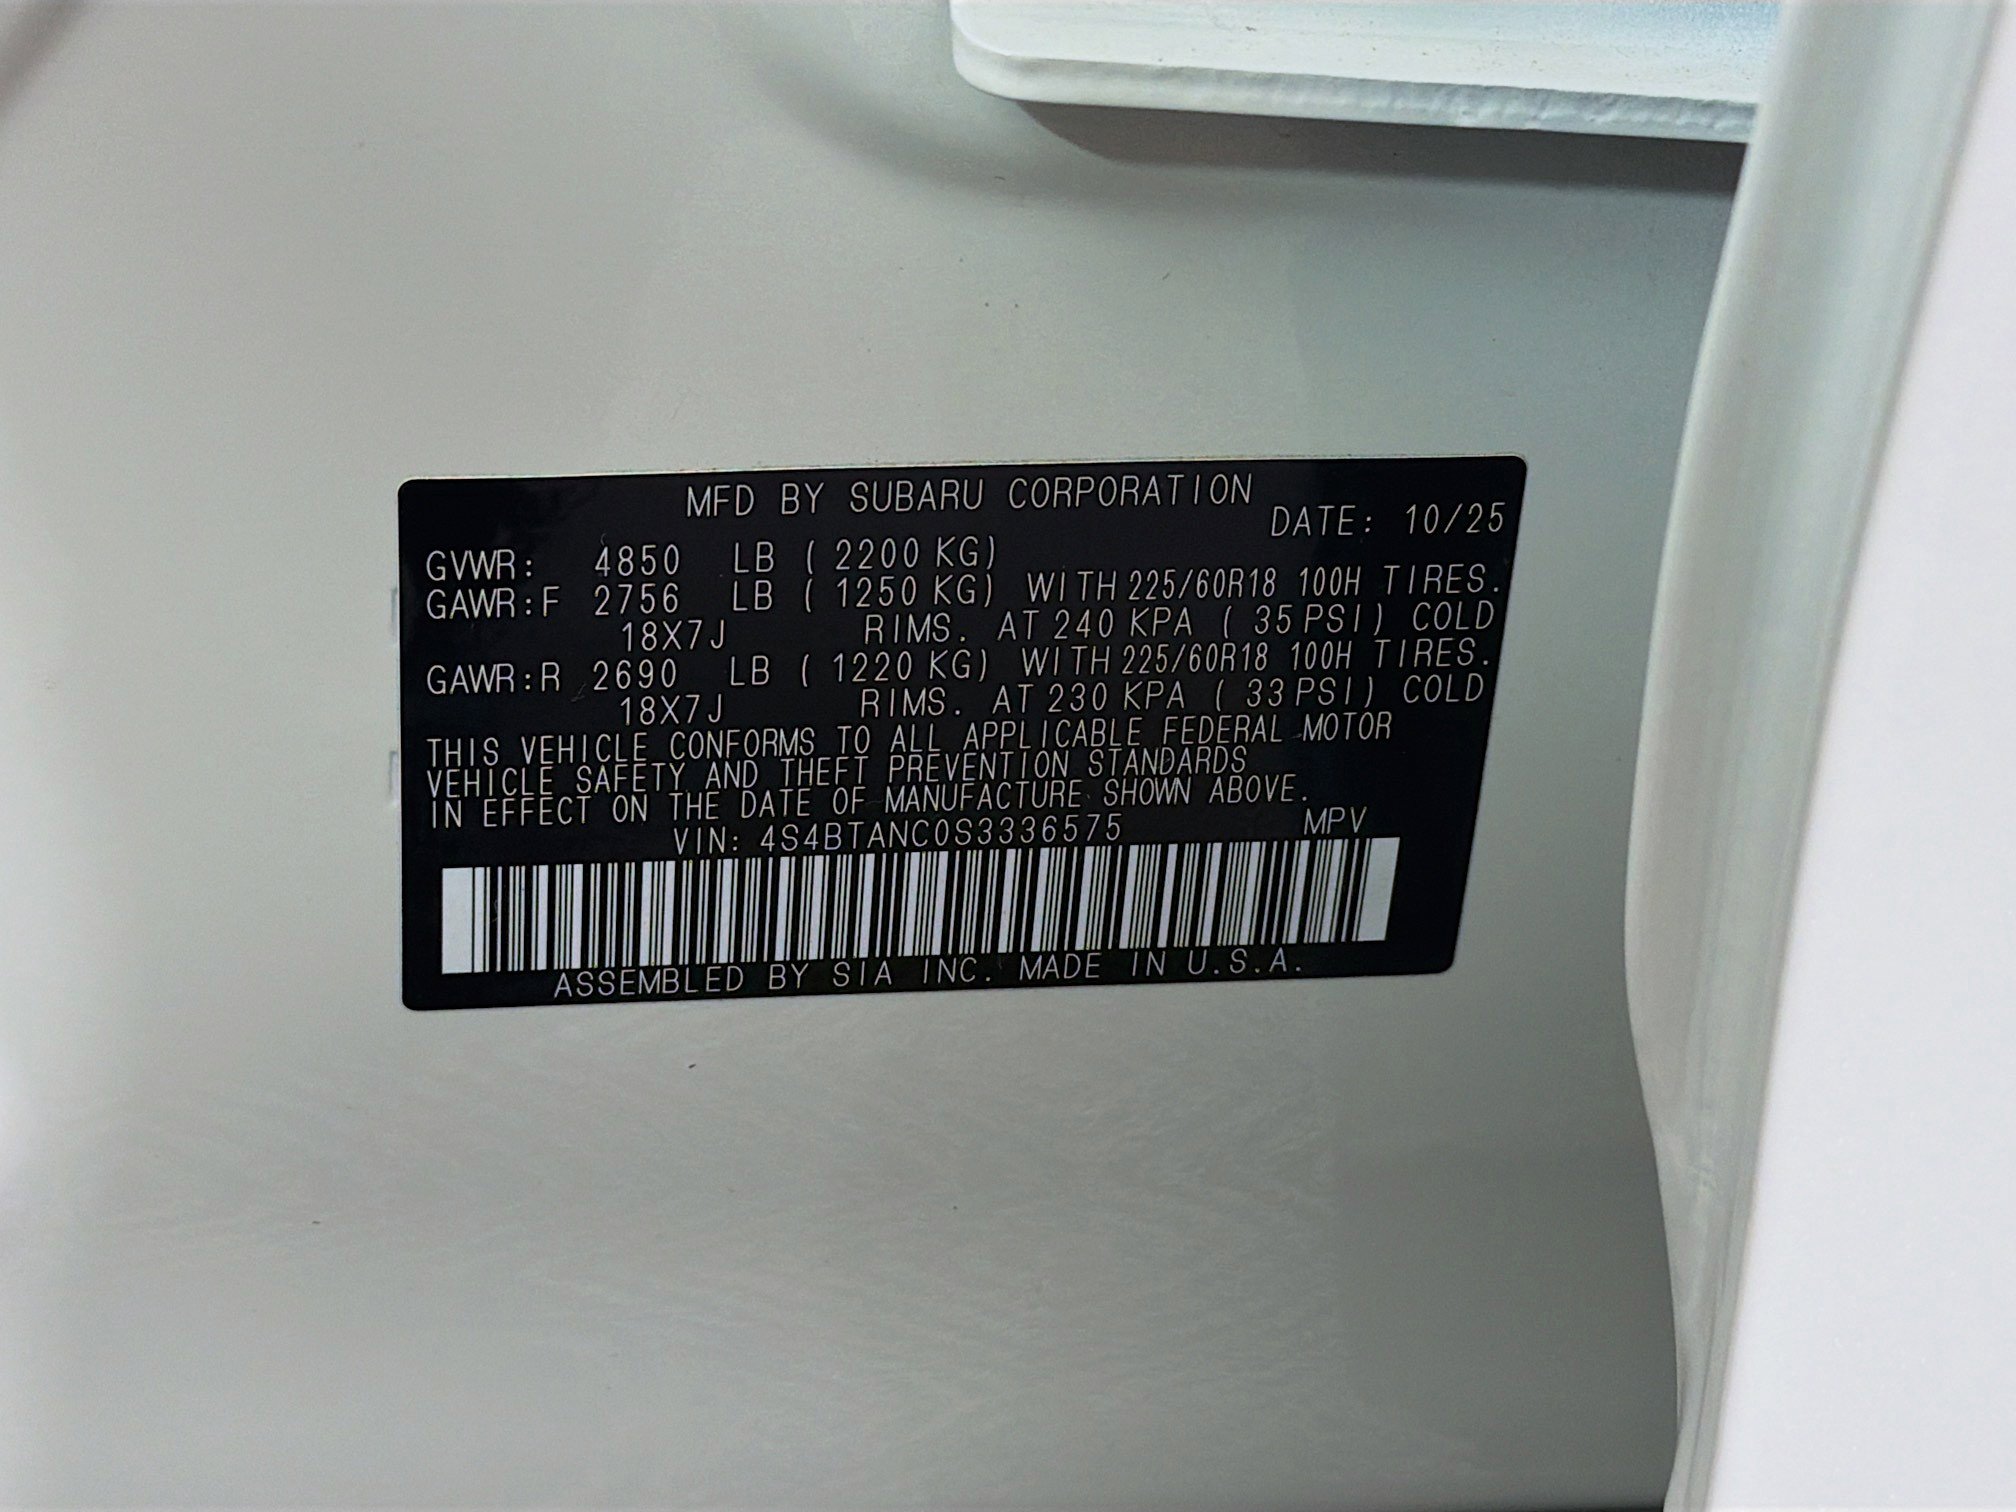 MFD BY SUBARU CORPORATION
DATE: 10/25
GVWR: 4850 LB ( 2200 KG)
GAWR:F 2756 LB ( 1250 KG) WITH 225/60R18 100H TIRES.
18X7J RIMS. AT 240 KPA ( 35 PSI) COLD
GAWR:R 2690 LB ( 1220 KG) WITH 225/60R18 100H TIRES.
18X7J RIMS. AT 230 KPA ( 33 PSI) COLD
THIS VEHICLE CONFORMS TO ALL APPLICABLE FEDERAL MOTOR
VEHICLE SAFETY AND THEFT PREVENTION STANDARDS
IN EFFECT ON THE DATE OF MANUFACTURE SHOWN ABOVE.
VIN: 4S4BTANC0S3336575 MPV
ASSEMBLED BY SIA INC. MADE IN U.S.A.